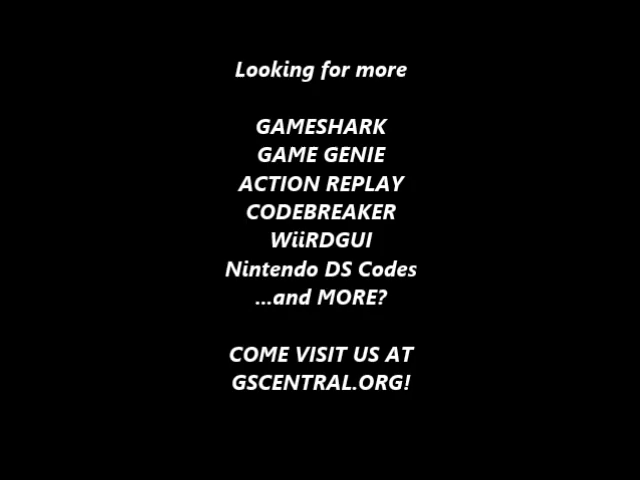 Looking for more
GAMESHARK
GAME GENIE
ACTION REPLAY
CODEBREAKER
WiiRDGUI
Nintendo DS Codes
...and MORE?
COME VISIT US AT
GSCENTRAL.ORG!